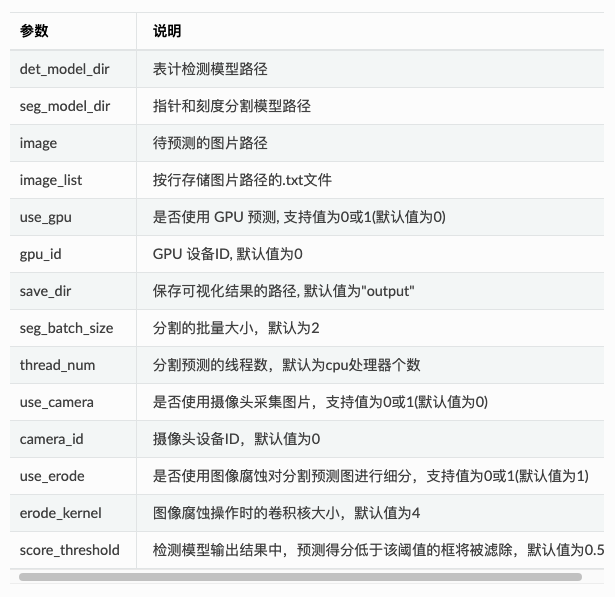 参数 说明
det_model_dir 表计检测模型路径
seg_model_dir 指针和刻度分割模型路径
image 待预测的图片路径
image_list 按行存储图片路径的.txt文件
use_gpu 是否使用 GPU 预测, 支持值为0或1(默认值为0)
gpu_id GPU 设备ID, 默认值为0
save_dir 保存可视化结果的路径, 默认值为"output"
seg_batch_size 分割的批量大小，默认为2
thread_num 分割预测的线程数，默认为cpu处理器个数
use_camera 是否使用摄像头采集图片，支持值为0或1(默认值为0)
camera_id 摄像头设备ID，默认值为0
use_erode 是否使用图像腐蚀对分割预测图进行细分，支持值为0或1(默认值为1)
erode_kernel 图像腐蚀操作时的卷积核大小，默认值为4
score_threshold 检测模型输出结果中，预测得分低于该阈值的框将被滤除，默认值为0.5